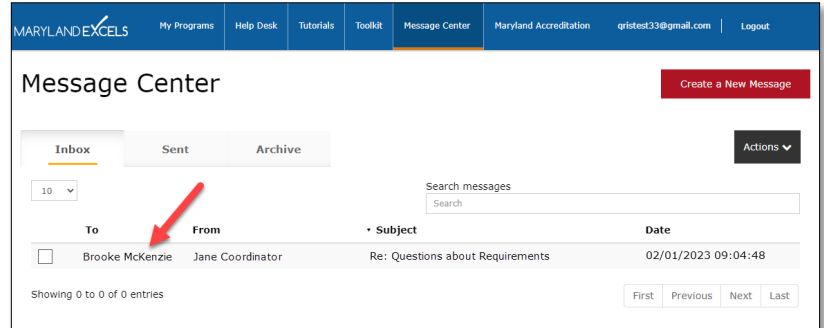 MARYLAND EXCELS My Programs Help Desk Tutorials Toolkit Message Center Maryland Accreditation qristest33@gmail.com Logout
Message Center
Create a New Message
Inbox Sent Archive
Actions
10
Search messages
Search
To From Subject Date
Brooke McKenzie Jane Coordinator Re: Questions about Requirements 02/01/2023 09:04:48
Showing 0 to 0 of 0 entries
First Previous Next Last